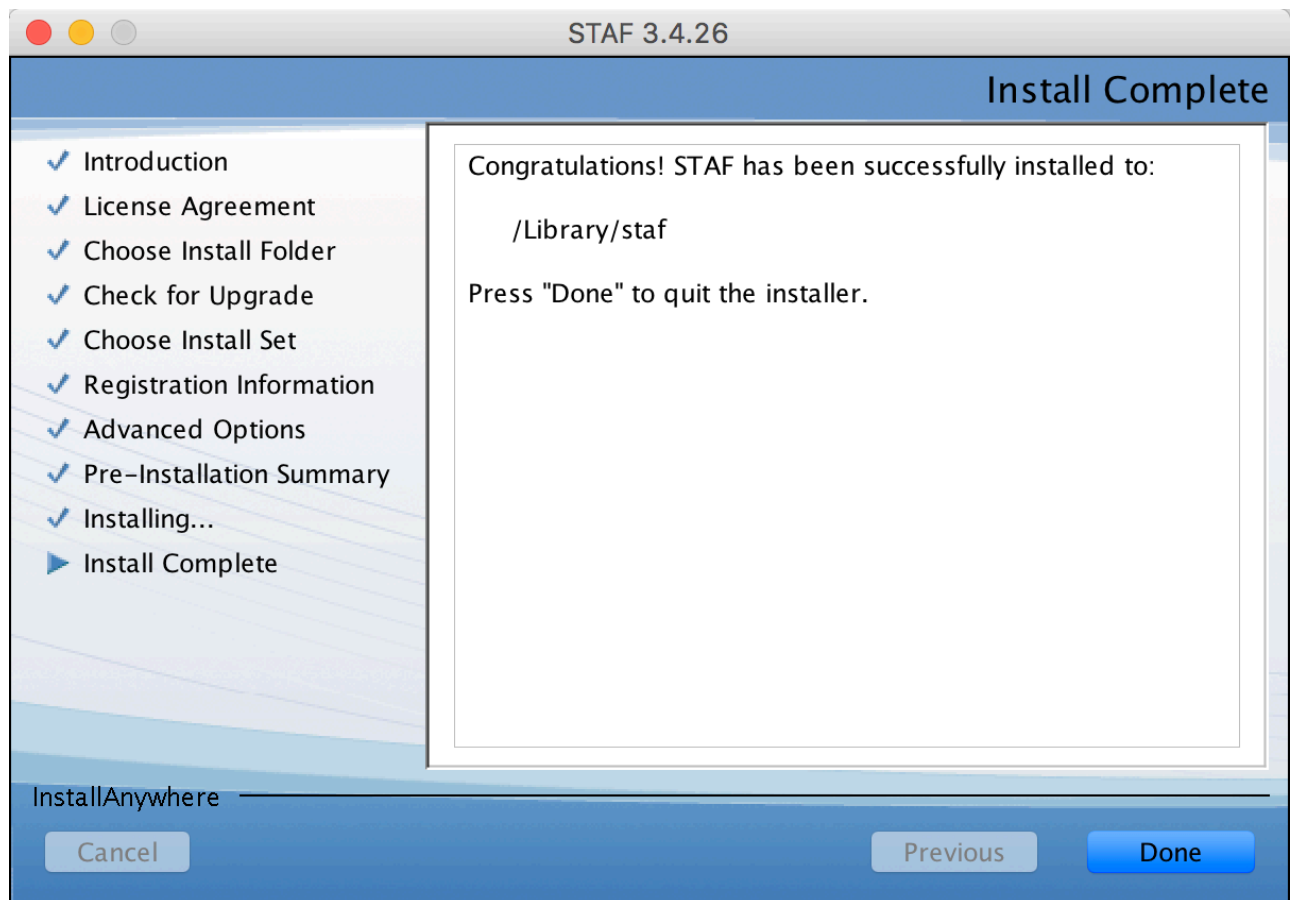 STAF 3.4.26
Install Complete
Introduction
License Agreement
Choose Install Folder
Check for Upgrade
Choose Install Set
Registration Information
Advanced Options
Pre-Installation Summary
Installing...
Install Complete
Congratulations! STAF has been successfully installed to:
/Library/staf
Press "Done" to quit the installer.
InstallAnywhere
Cancel
Previous
Done